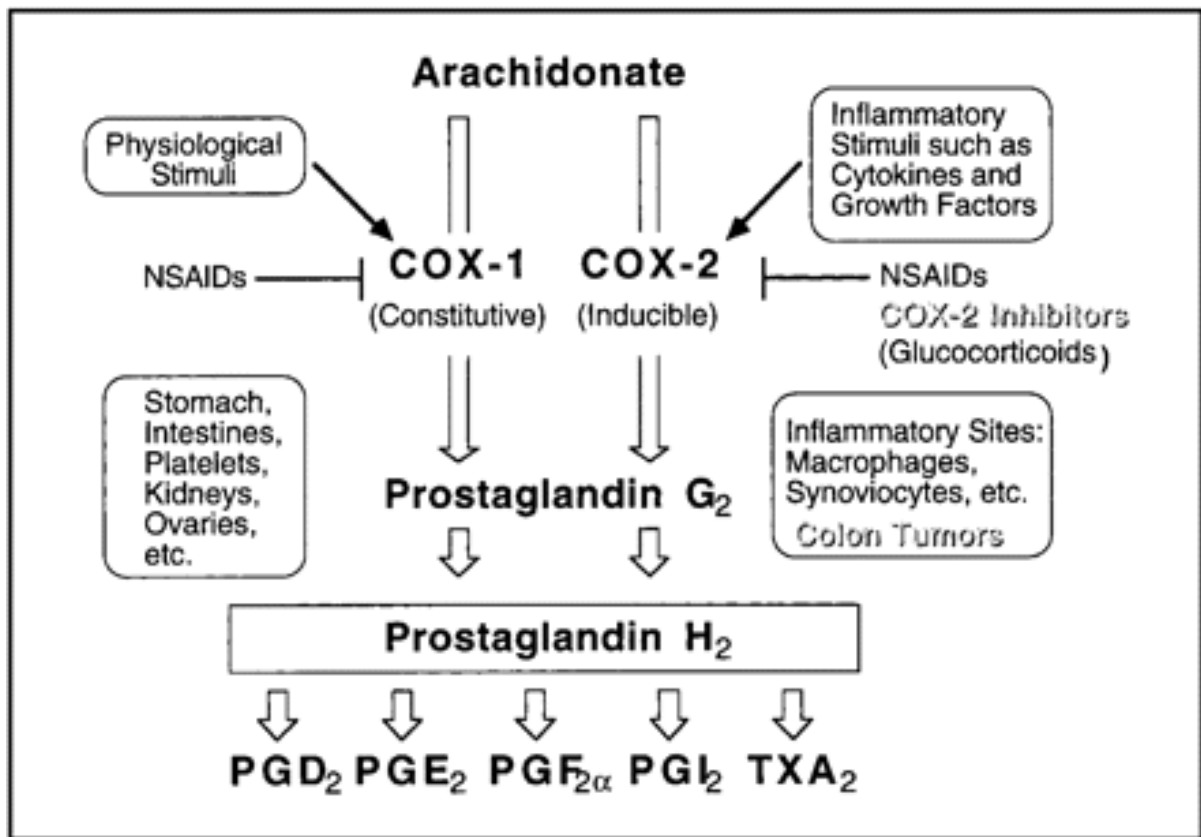 Arachidonate
Physiological
Stimuli
Inflammatory
Stimuli such as
Cytokines and
Growth Factors
NSAIDs
COX-1
(Constitutive)
COX-2
(Inducible)
NSAIDs
COX-2 Inhibitors
(Glucocorticoids)
Stomach,
Intestines,
Platelets,
Kidneys,
Ovaries,
etc.
Inflammatory Sites:
Macrophages,
Synoviocytes, etc.
Colon Tumors
Prostaglandin G₂
Prostaglandin H₂
PGD₂ PGE₂ PGF₂α PGI₂ TXA₂